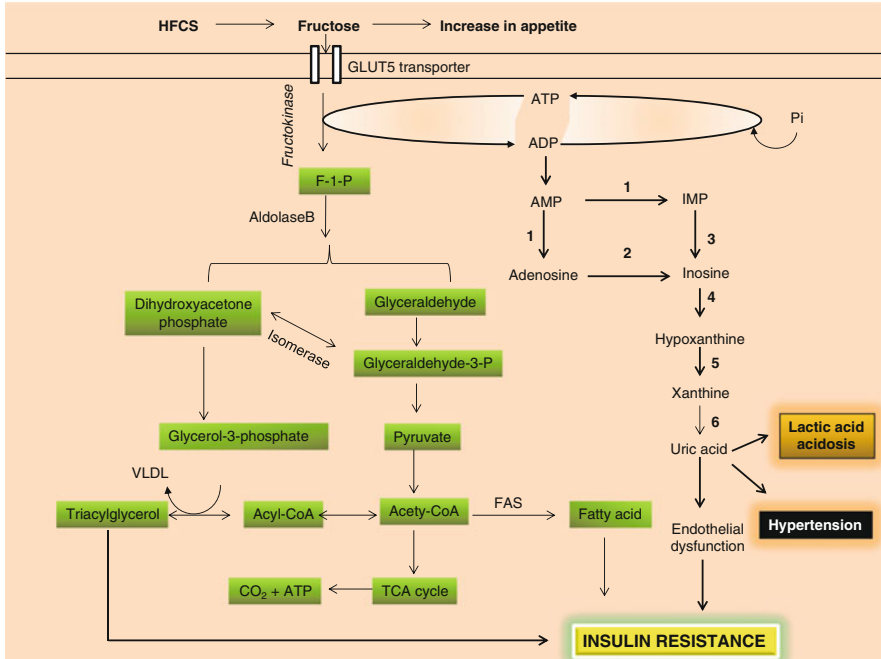 HFCS
Fructose
Increase in appetite
GLUT5 transporter
Fructokinase
ATP
Pi
ADP
F-1-P
AMP
1
IMP
AldolaseB
1
2
3
Adenosine
Inosine
4
Dihydroxyacetone
phosphate
Glyceraldehyde
Isomerase
Hypoxanthine
Glyceraldehyde-3-P
5
Xanthine
6
Glycerol-3-phosphate
Pyruvate
Uric acid
Lactic acid
acidosis
VLDL
Triacylglycerol
Acyl-CoA
Acety-CoA
FAS
Fatty acid
Endothelial
dysfunction
Hypertension
CO₂ + ATP
TCA cycle
INSULIN RESISTANCE